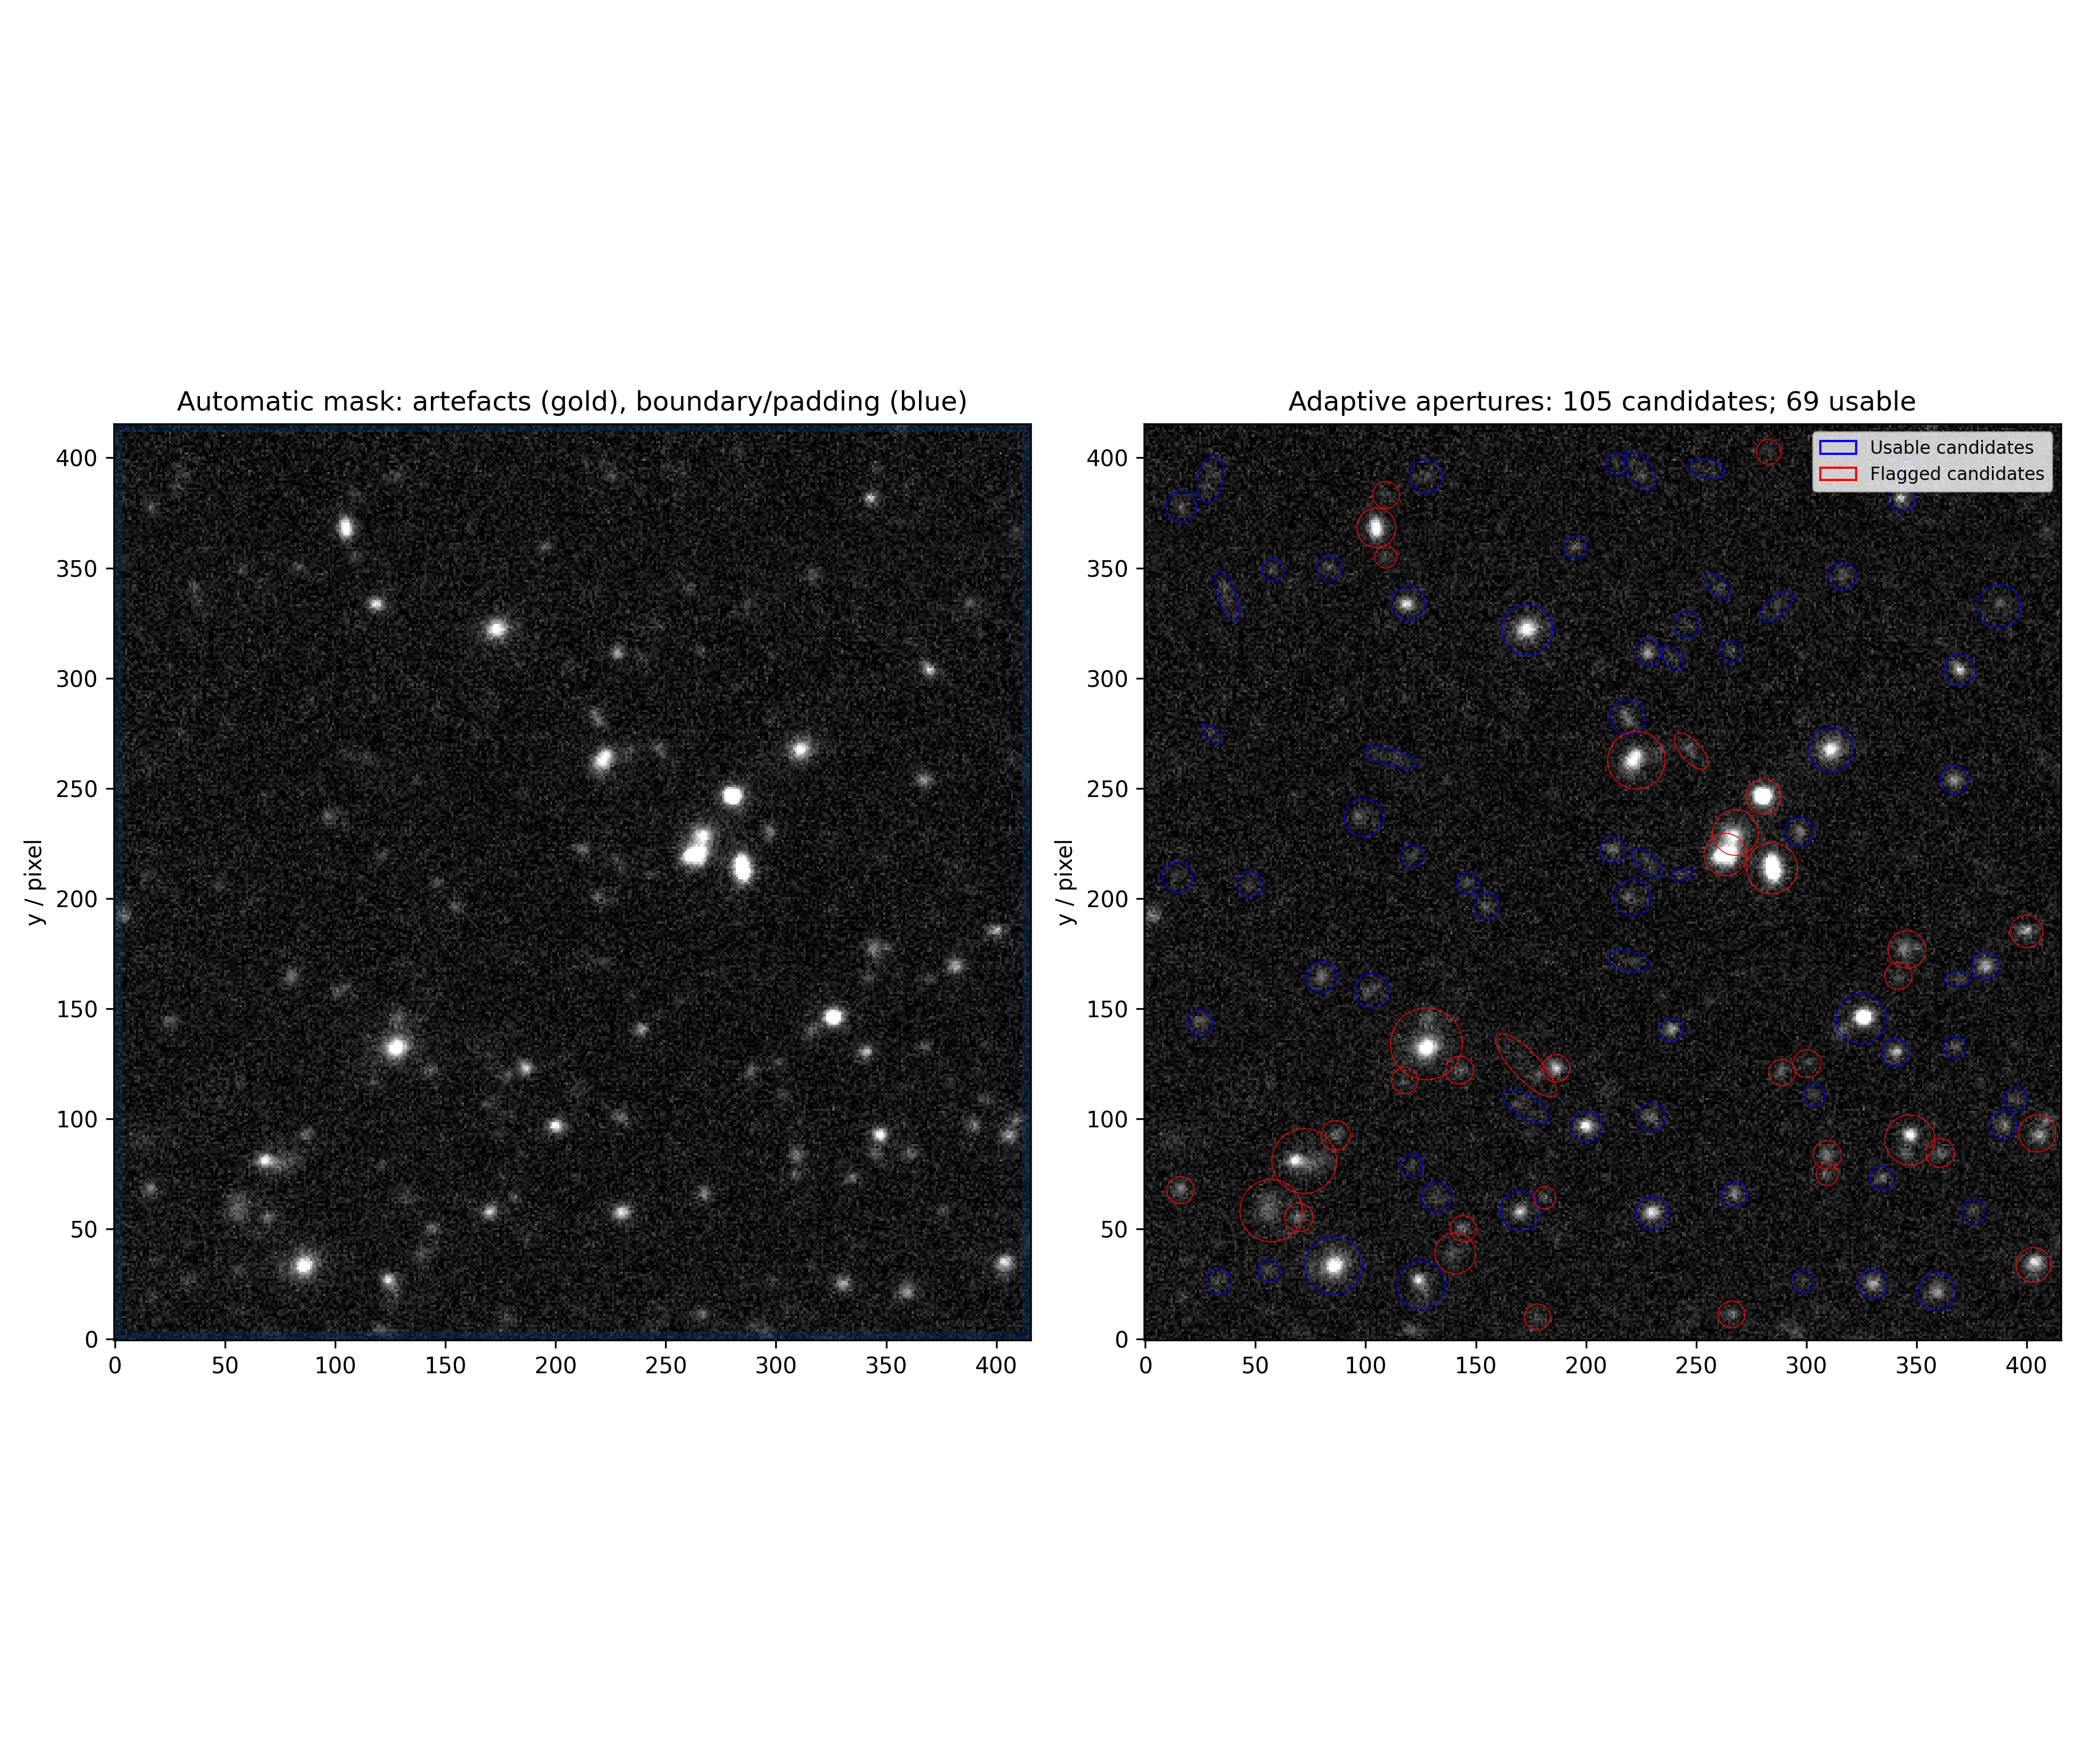 Automatic mask: artefacts (gold), boundary/padding (blue)
400
350
300
250
200
150
100
50
0
y / pixel
0 50 100 150 200 250 300 350 400
Adaptive apertures: 105 candidates; 69 usable
Usable candidates
Flagged candidates
400
350
300
250
200
150
100
50
0
y / pixel
0 50 100 150 200 250 300 350 400